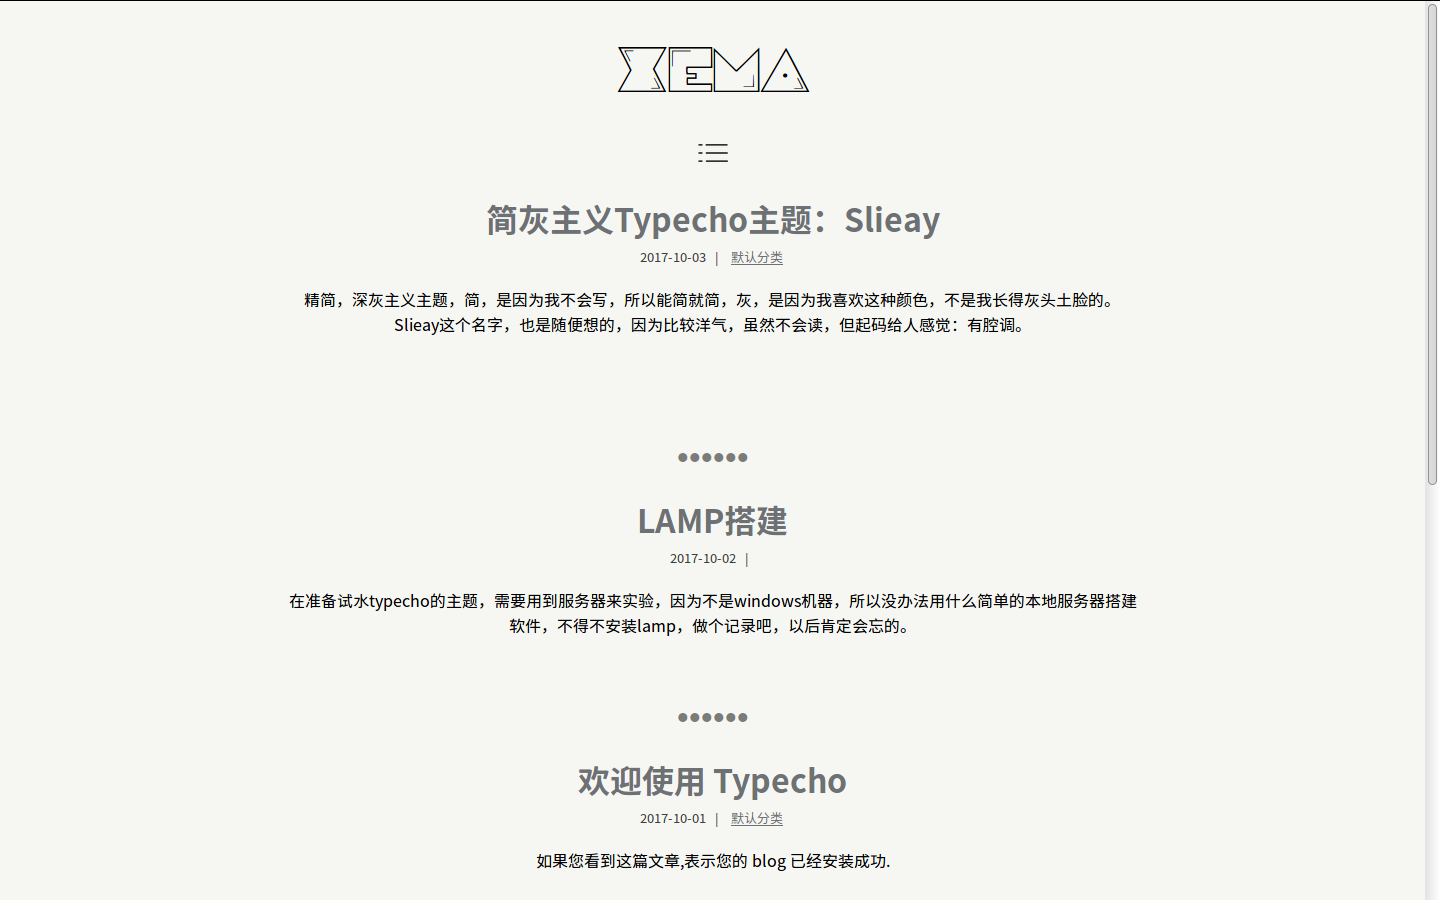 XEMA
简灰主义Typecho主题：Slieay
2017-10-03 | 默认分类
精简，深灰主义主题，简，是因为我不会写，所以能简就简，灰，是因为我喜欢这种颜色，不是我长得灰头土脸的。
Slieay这个名字，也是随便想的，因为比较洋气，虽然不会读，但起码给人感觉：有腔调。
●●●●●●
LAMP搭建
2017-10-02 |
在准备试水typecho的主题，需要用到服务器来实验，因为不是windows机器，所以没办法用什么简单的本地服务器搭建
软件，不得不安装lamp，做个记录吧，以后肯定会忘的。
●●●●●●
欢迎使用 Typecho
2017-10-01 | 默认分类
如果您看到这篇文章,表示您的 blog 已经安装成功.